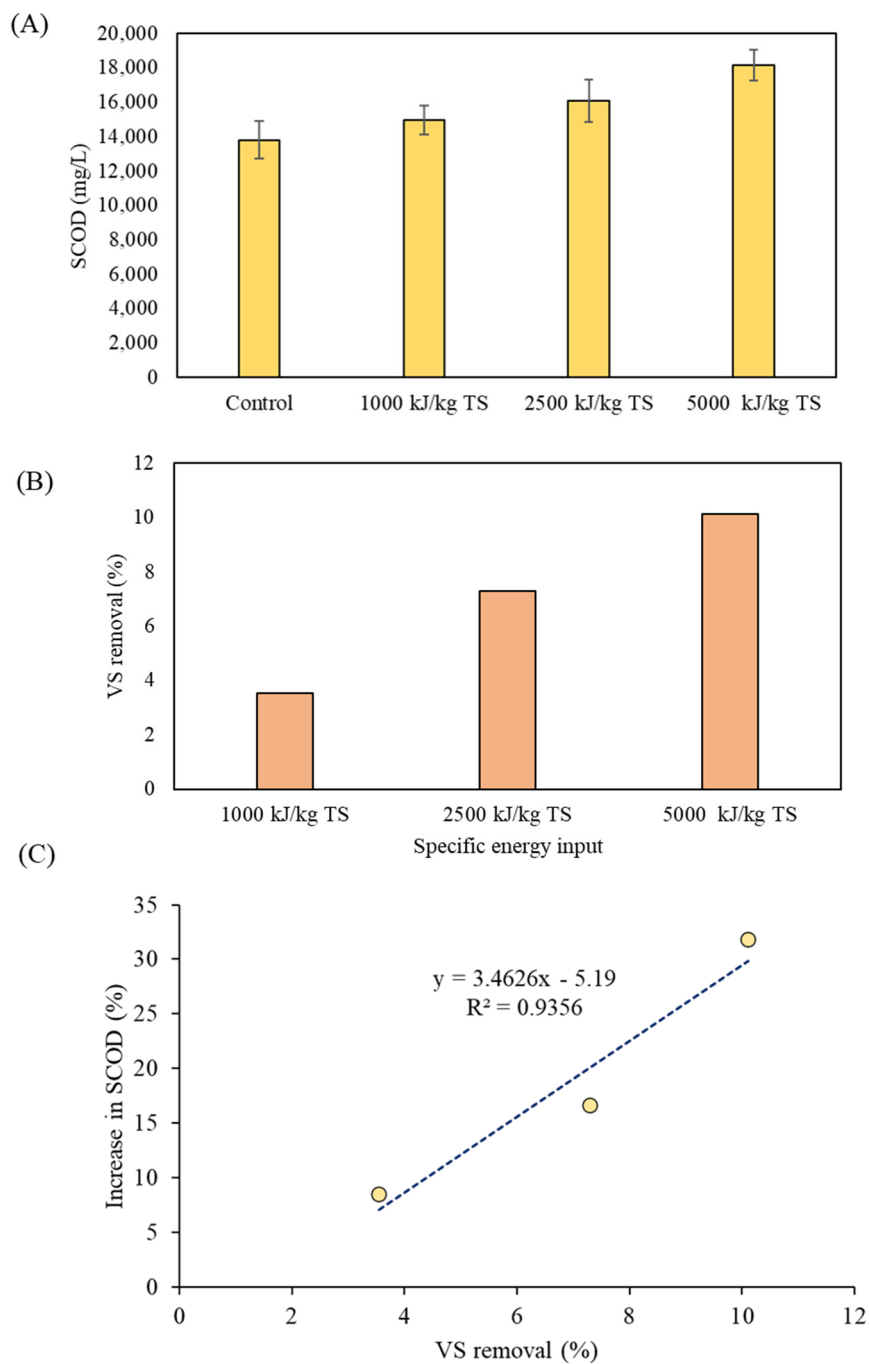 (A)
20,000
18,000
16,000
14,000
12,000
10,000
8,000
6,000
4,000
2,000
0
SCOD (mg/L)
Control
1000 kJ/kg TS
2500 kJ/kg TS
5000 kJ/kg TS
(B)
12
10
8
6
4
2
0
VS removal (%)
1000 kJ/kg TS
2500 kJ/kg TS
5000 kJ/kg TS
Specific energy input
(C)
35
30
25
20
15
10
5
0
Increase in SCOD (%)
y = 3.4626x - 5.19
R² = 0.9356
0
2
4
6
8
10
12
VS removal (%)